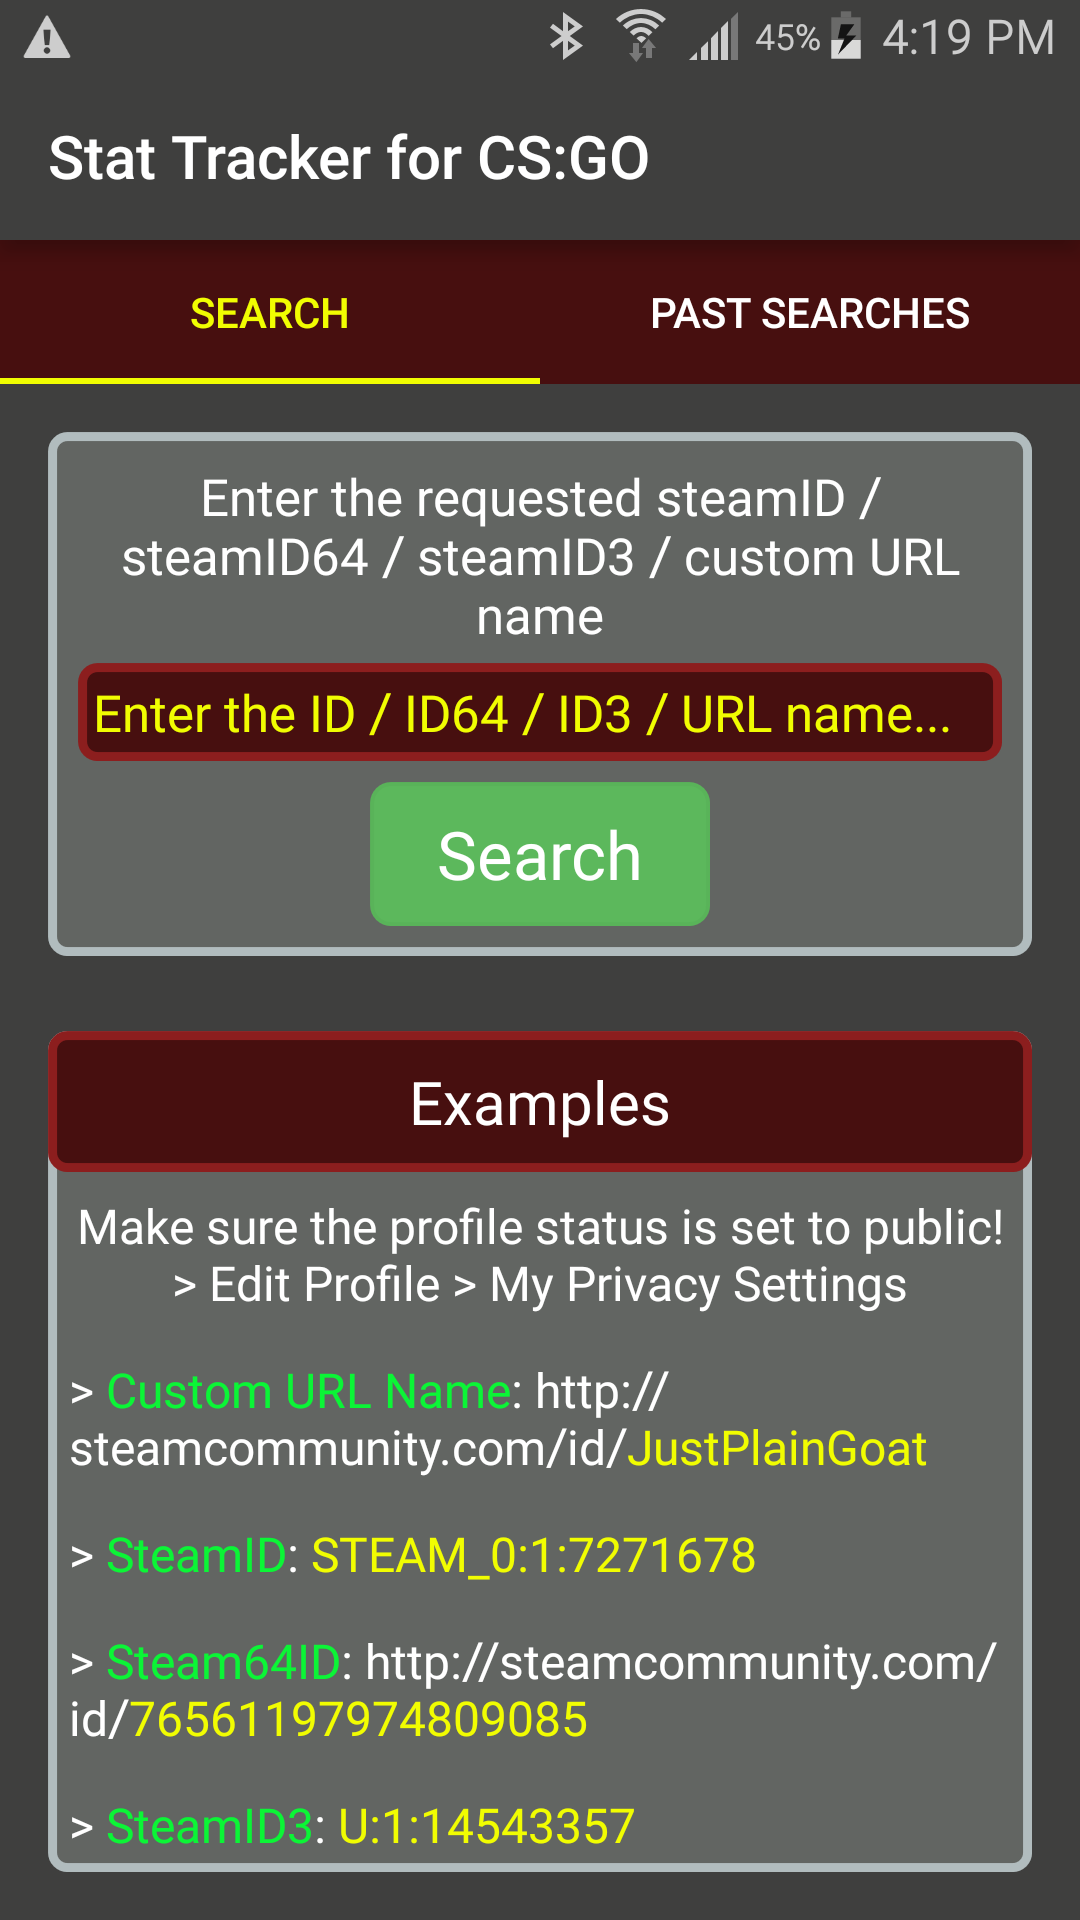 45% 4:19 PM
Stat Tracker for CS:GO
SEARCH PAST SEARCHES
Enter the requested steamID /
steamID64 / steamID3 / custom URL
name
Enter the ID / ID64 / ID3 / URL name...
Search
Examples
Make sure the profile status is set to public!
> Edit Profile > My Privacy Settings
> Custom URL Name: http://
steamcommunity.com/id/JustPlainGoat
> SteamID: STEAM_0:1:7271678
> Steam64ID: http://steamcommunity.com/
id/76561197974809085
> SteamID3: U:1:14543357